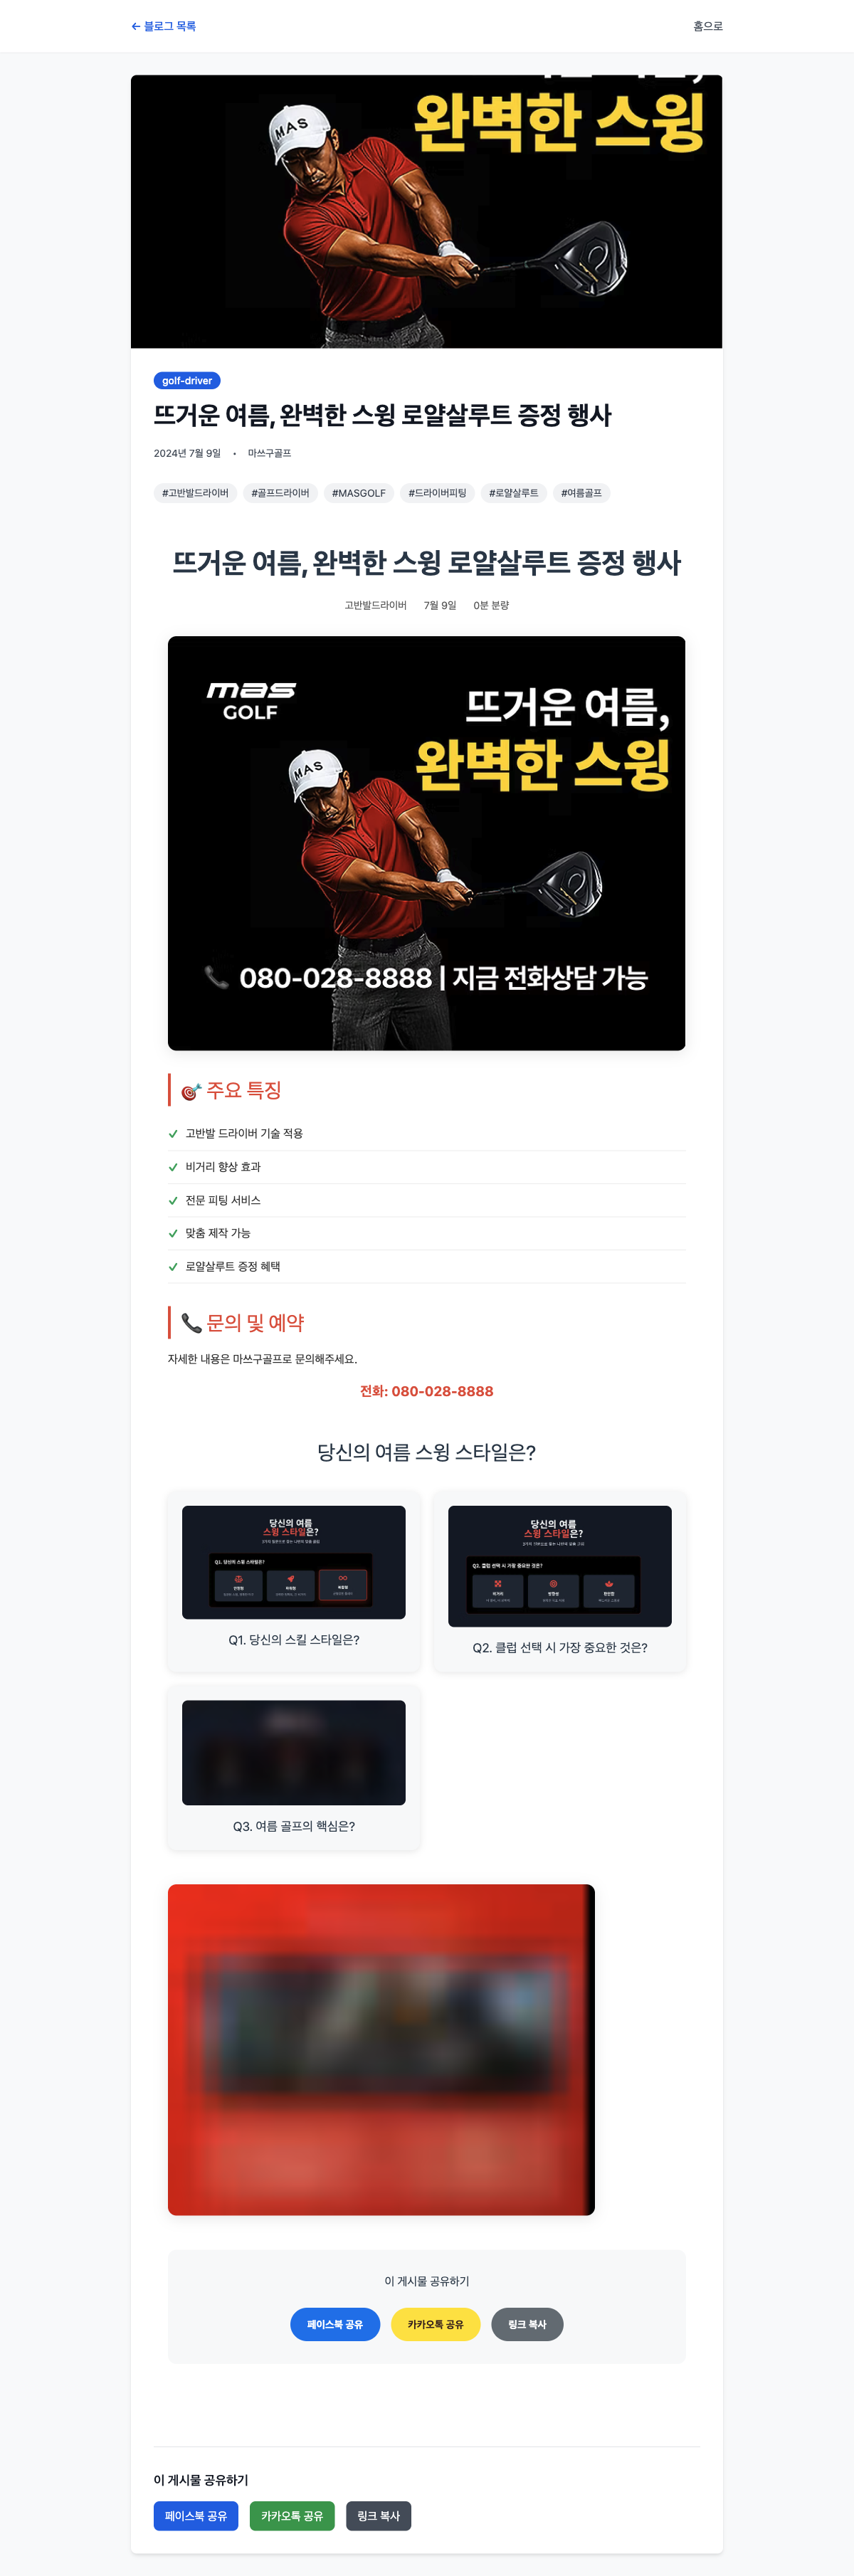 ← 블로그 목록
홈으로
완벽한 스윙
MAS
golf-driver
뜨거운 여름, 완벽한 스윙 로얄살루트 증정 행사
2024년 7월 9일 • 마쓰구골프
#고반발드라이버 #골프드라이버 #MASGOLF #드라이버피팅 #로얄살루트 #여름골프
뜨거운 여름, 완벽한 스윙 로얄살루트 증정 행사
고반발드라이버 7월 9일 0분 분량
mas
GOLF
뜨거운 여름,
완벽한 스윙
MAS
080-028-8888 | 지금 전화상담 가능
주요 특징
고반발 드라이버 기술 적용
비거리 향상 효과
전문 피팅 서비스
맞춤 제작 가능
로얄살루트 증정 혜택
문의 및 예약
자세한 내용은 마쓰구골프로 문의해주세요.
전화: 080-028-8888
당신의 여름 스윙 스타일은?
당신의 여름
스윙 스타일은?
Q1. 당신의 스윙 스타일은?
Q1. 당신의 스킬 스타일은?
당신의 여름
스윙 스타일은?
Q2. 클럽 선택 시 가장 중요한 것은?
Q2. 클럽 선택 시 가장 중요한 것은?
Q3. 여름 골프의 핵심은?
이 게시물 공유하기
페이스북 공유
카카오톡 공유
링크 복사
이 게시물 공유하기
페이스북 공유
카카오톡 공유
링크 복사